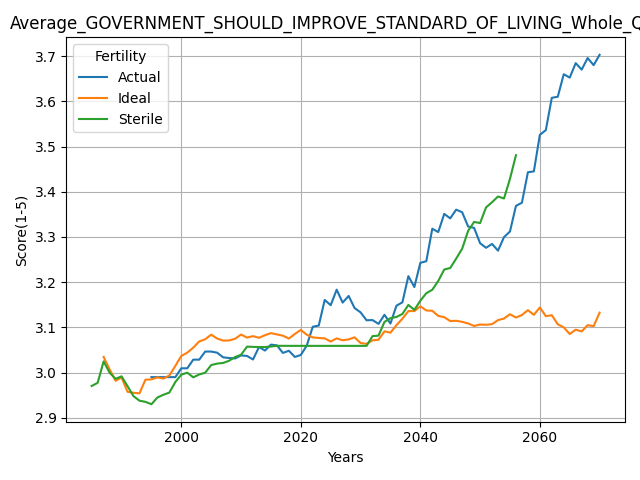 Average_GOVERNMENT_SHOULD_IMPROVE_STANDARD_OF_LIVING_Whole_Q
Fertility
Actual
Ideal
Sterile
Score(1-5)
3.7
3.6
3.5
3.4
3.3
3.2
3.1
3.0
2.9
2000 2020 2040 2060
Years